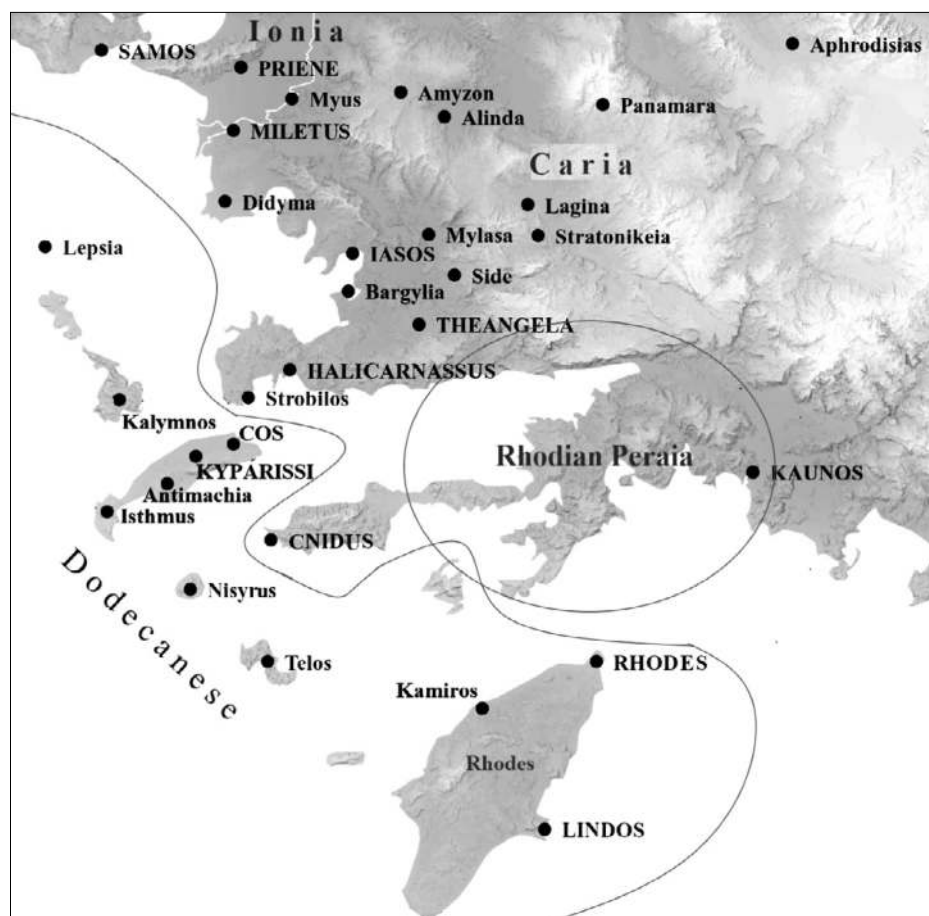 Ionia
Aphrodisias
SAMOS
PRIENE
Myus
Amyzon
Panamara
Alinda
MILETUS
Caria
Didyma
Lagina
Mylasa
Stratonikeia
Lepsia
IASOS
Side
Bargylia
THEANGELA
HALICARNASSUS
Strobilos
Kalymnos
COS
KYPARISSI
Rhodian Peraia
KAUNOS
Antimachia
Isthmus
CNIDUS
Dodecanese
Nisyrus
Telos
RHODES
Kamiros
Rhodes
LINDOS